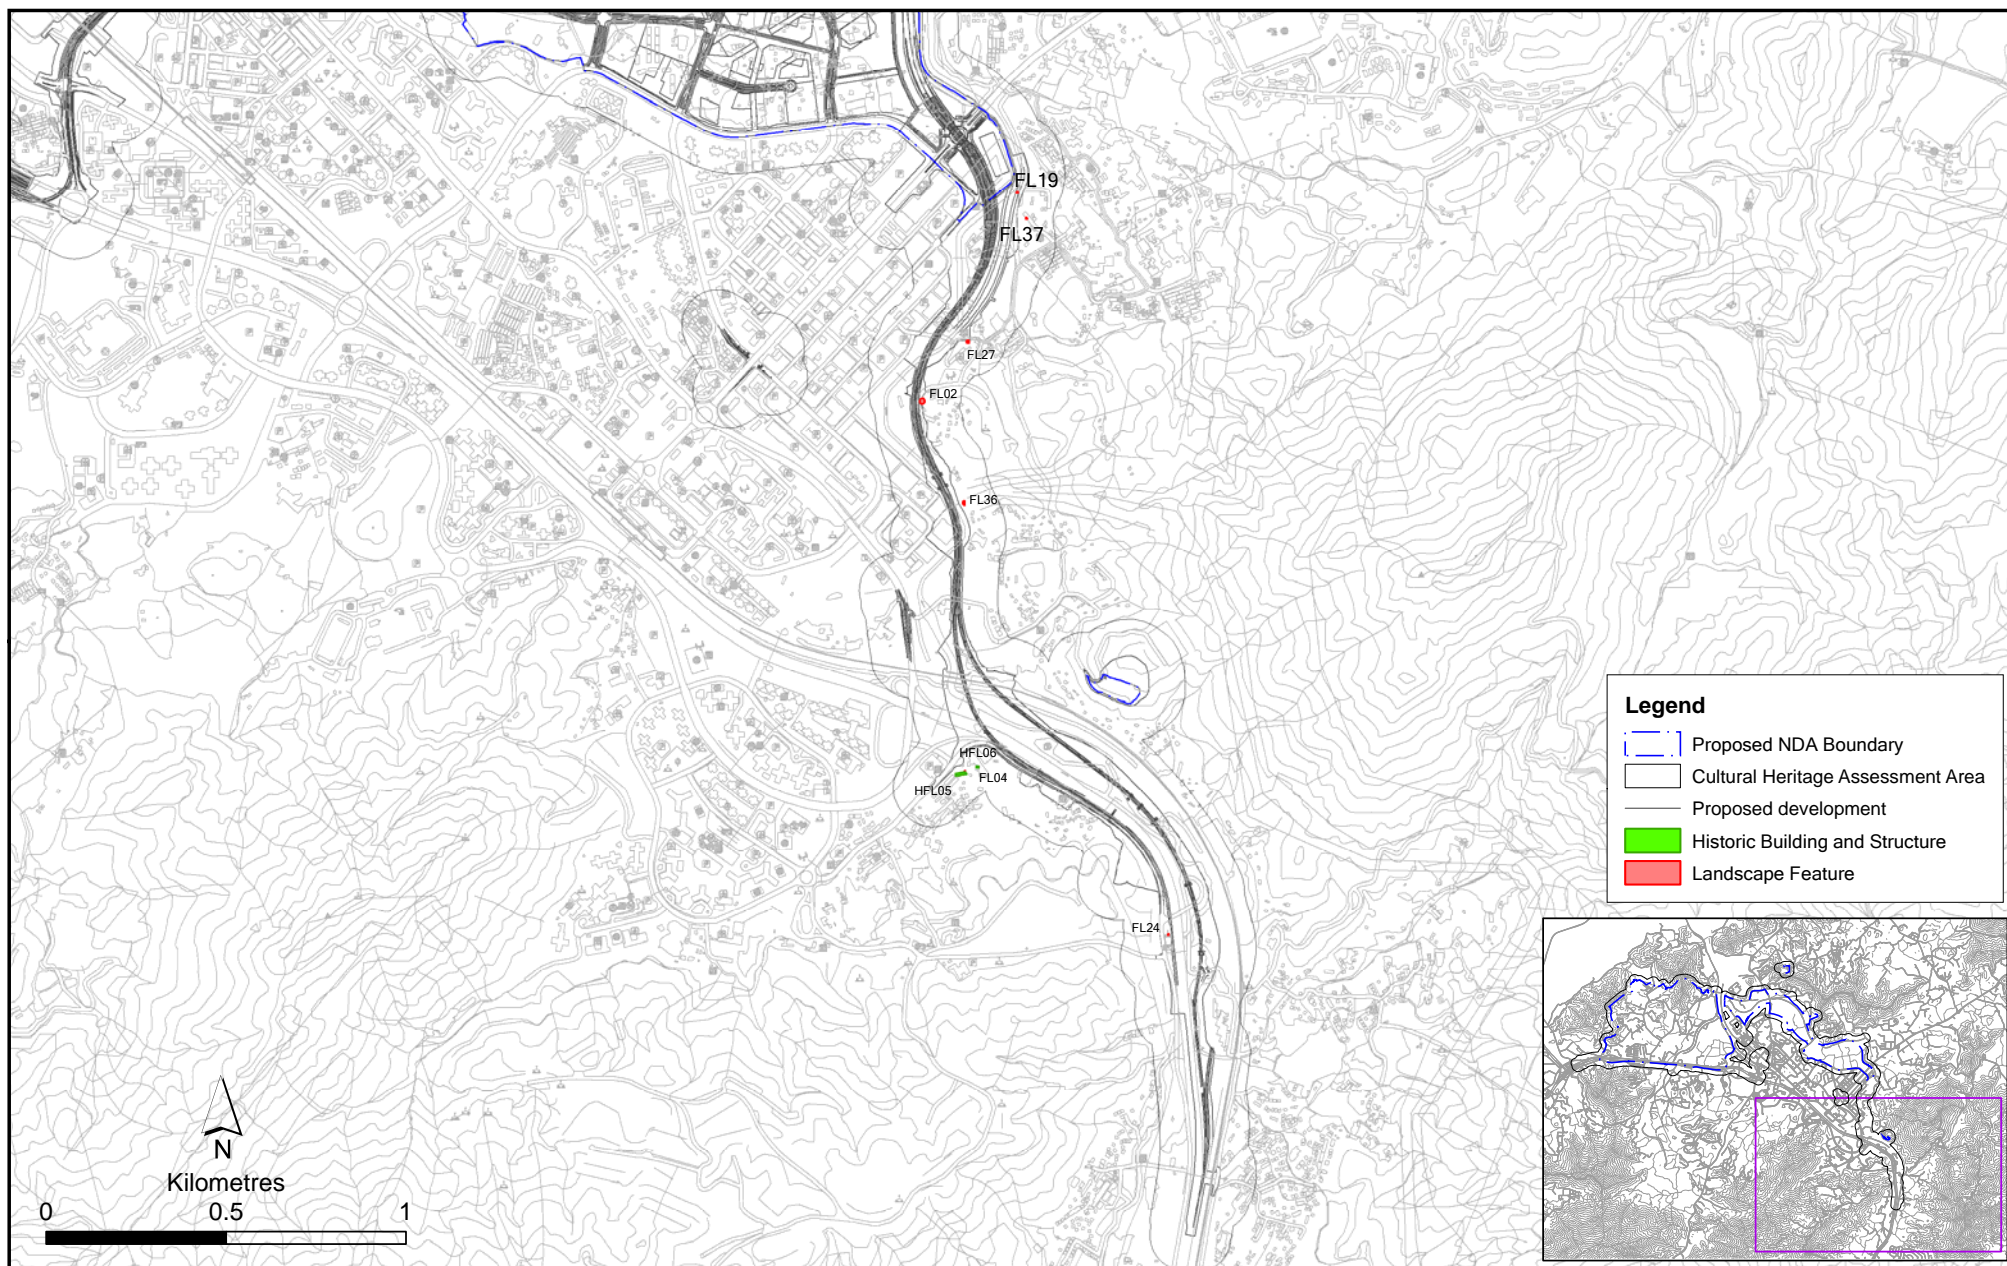 FL19
FL37
FL27
FL02
FL36
HFL06
FL04
HFL05
FL24
Legend
Proposed NDA Boundary
Cultural Heritage Assessment Area
Proposed development
Historic Building and Structure
Landscape Feature
N
Kilometres
0 0.5 1